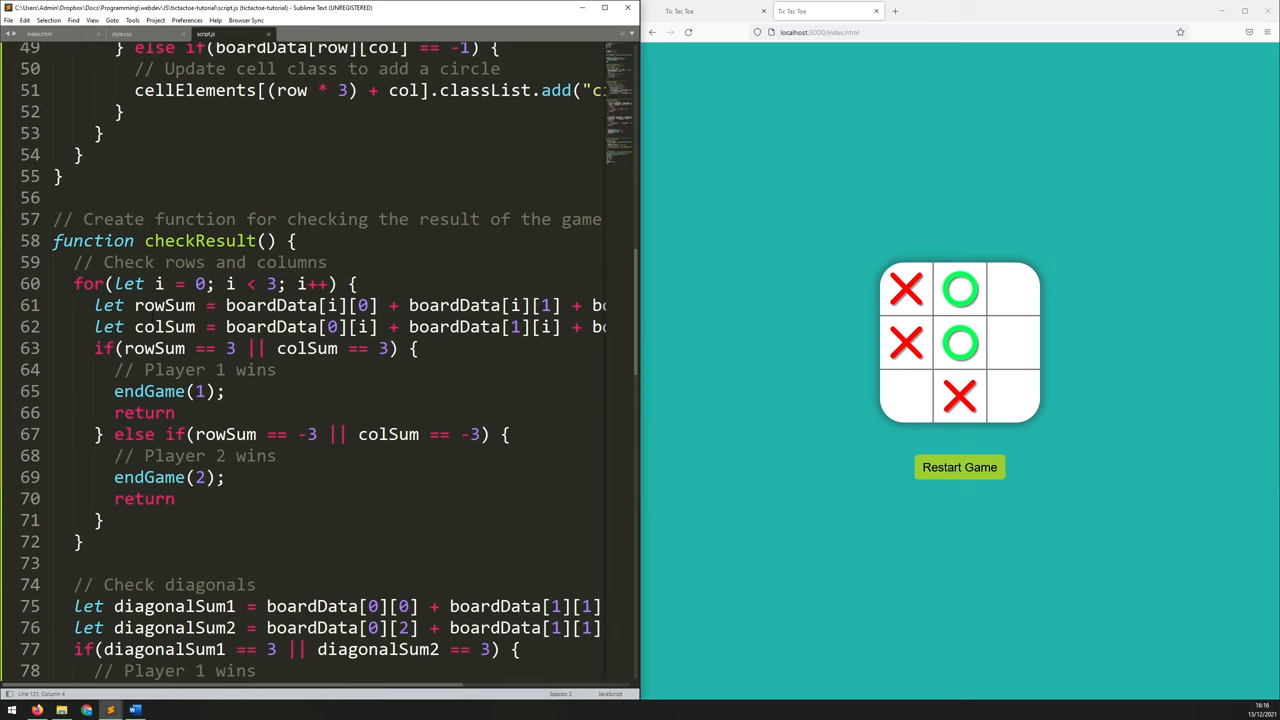 C:\Users\Admin\Dropbox\Docs\Programming\webdev\JS\tictactoe-tutorial\script.js (tictactoe-tutorial) - Sublime Text (UNREGISTERED)
File Edit Selection Find View Goto Tools Project Preferences Help Browser Sync
index.html style.css script.js
49 } else if(boardData[row][col] == -1) {
50 // Update cell class to add a circle
51 cellElements[(row * 3) + col].classList.add("c
52 }
53 }
54 }
55 }
56
57 // Create function for checking the result of the game
58 function checkResult() {
59 // Check rows and columns
60 for(let i = 0; i < 3; i++) {
61 let rowSum = boardData[i][0] + boardData[i][1] + bo
62 let colSum = boardData[0][i] + boardData[1][i] + bo
63 if(rowSum == 3 || colSum == 3) {
64 // Player 1 wins
65 endGame(1);
66 return
67 } else if(rowSum == -3 || colSum == -3) {
68 // Player 2 wins
69 endGame(2);
70 return
71 }
72 }
73
74 // Check diagonals
75 let diagonalSum1 = boardData[0][0] + boardData[1][1]
76 let diagonalSum2 = boardData[0][2] + boardData[1][1]
77 if(diagonalSum1 == 3 || diagonalSum2 == 3) {
78 // Player 1 wins
Line 121, Column 4 Spaces: 2 JavaScript
Tic Tac Toe Tic Tac Toe
localhost:3000/index.html
Restart Game
16:16
13/12/2021